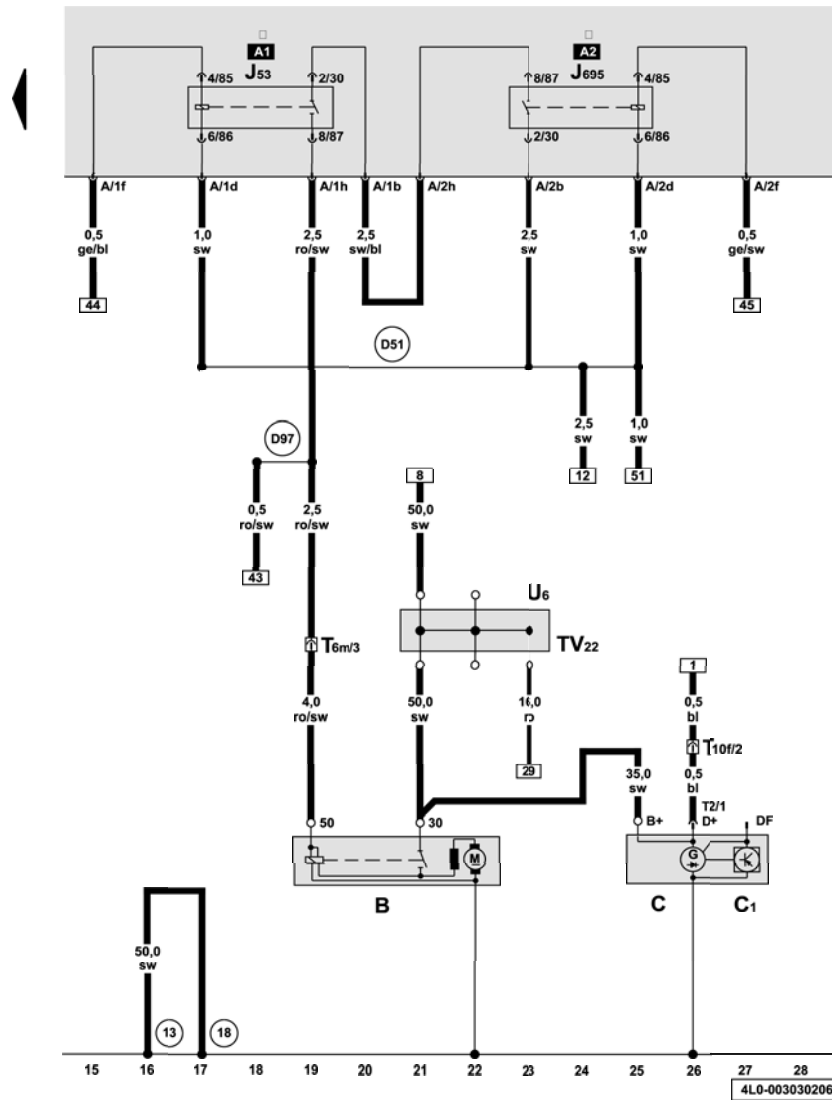 A1
J53
A2
J695
4/85
2/30
8/87
4/85
6/86
8/87
2/30
6/86
A/1f
A/1d
A/1h
A/1b
A/2h
A/2b
A/2d
A/2f
0,5
ge/bl
1,0
sw
2,5
ro/sw
2,5
sw/bl
2,5
sw
1,0
sw
0,5
ge/sw
44
45
D51
D97
2,5
sw
1,0
sw
8
12
51
0,5
ro/sw
2,5
ro/sw
50,0
sw
43
U6
TV22
T6m/3
1
4,0
ro/sw
50,0
sw
16,0
0,5
bl
T10f/2
29
35,0
sw
0,5
bl
T2/1
50
30
B+
D+
DF
M
G
B
C
C1
50,0
sw
13
18
15 16 17 18 19 20 21 22 23 24 25 26 27 28
4L0-003030206